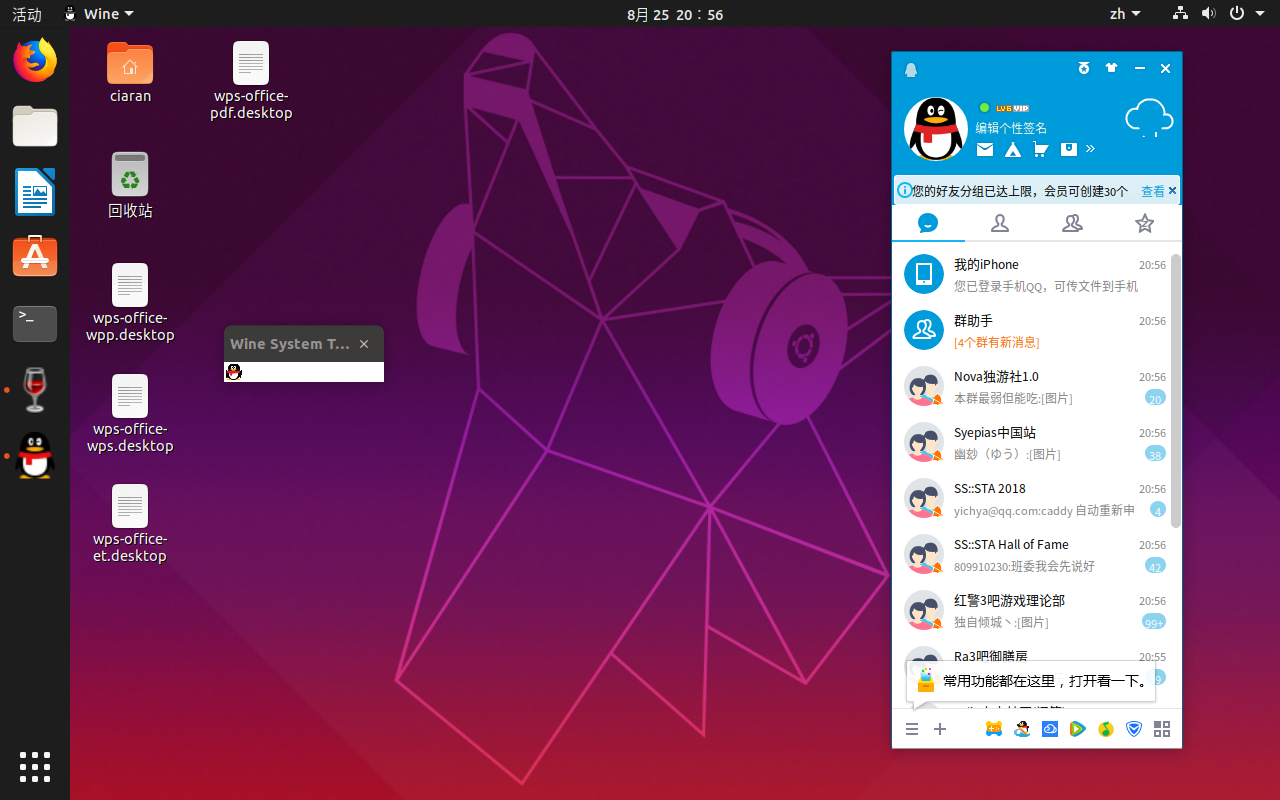 活动
Wine
8月 25 20：56
zh
ciaran
wps-office-
pdf.desktop
回收站
wps-office-
wpp.desktop
wps-office-
wps.desktop
wps-office-
et.desktop
>_
Wine System T...
LV6 VIP
编辑个性签名
您的好友分组已达上限，会员可创建30个 查看
我的iPhone 20:56
您已登录手机QQ，可传文件到手机
群助手 20:56
[4个群有新消息]
Nova独游社1.0 20:56
本群最弱但能吃:[图片] 20
Syepias中国站 20:56
幽玅（ゆう）:[图片] 38
SS::STA 2018 20:56
yichya@qq.com:caddy 自动重新申 4
SS::STA Hall of Fame 20:56
809910230:班委我会先说好 42
红警3吧游戏理论部 20:56
独自倾城丶:[图片] 99+
Ra3吧御膳房 20:55
常用功能都在这里，打开看一下。